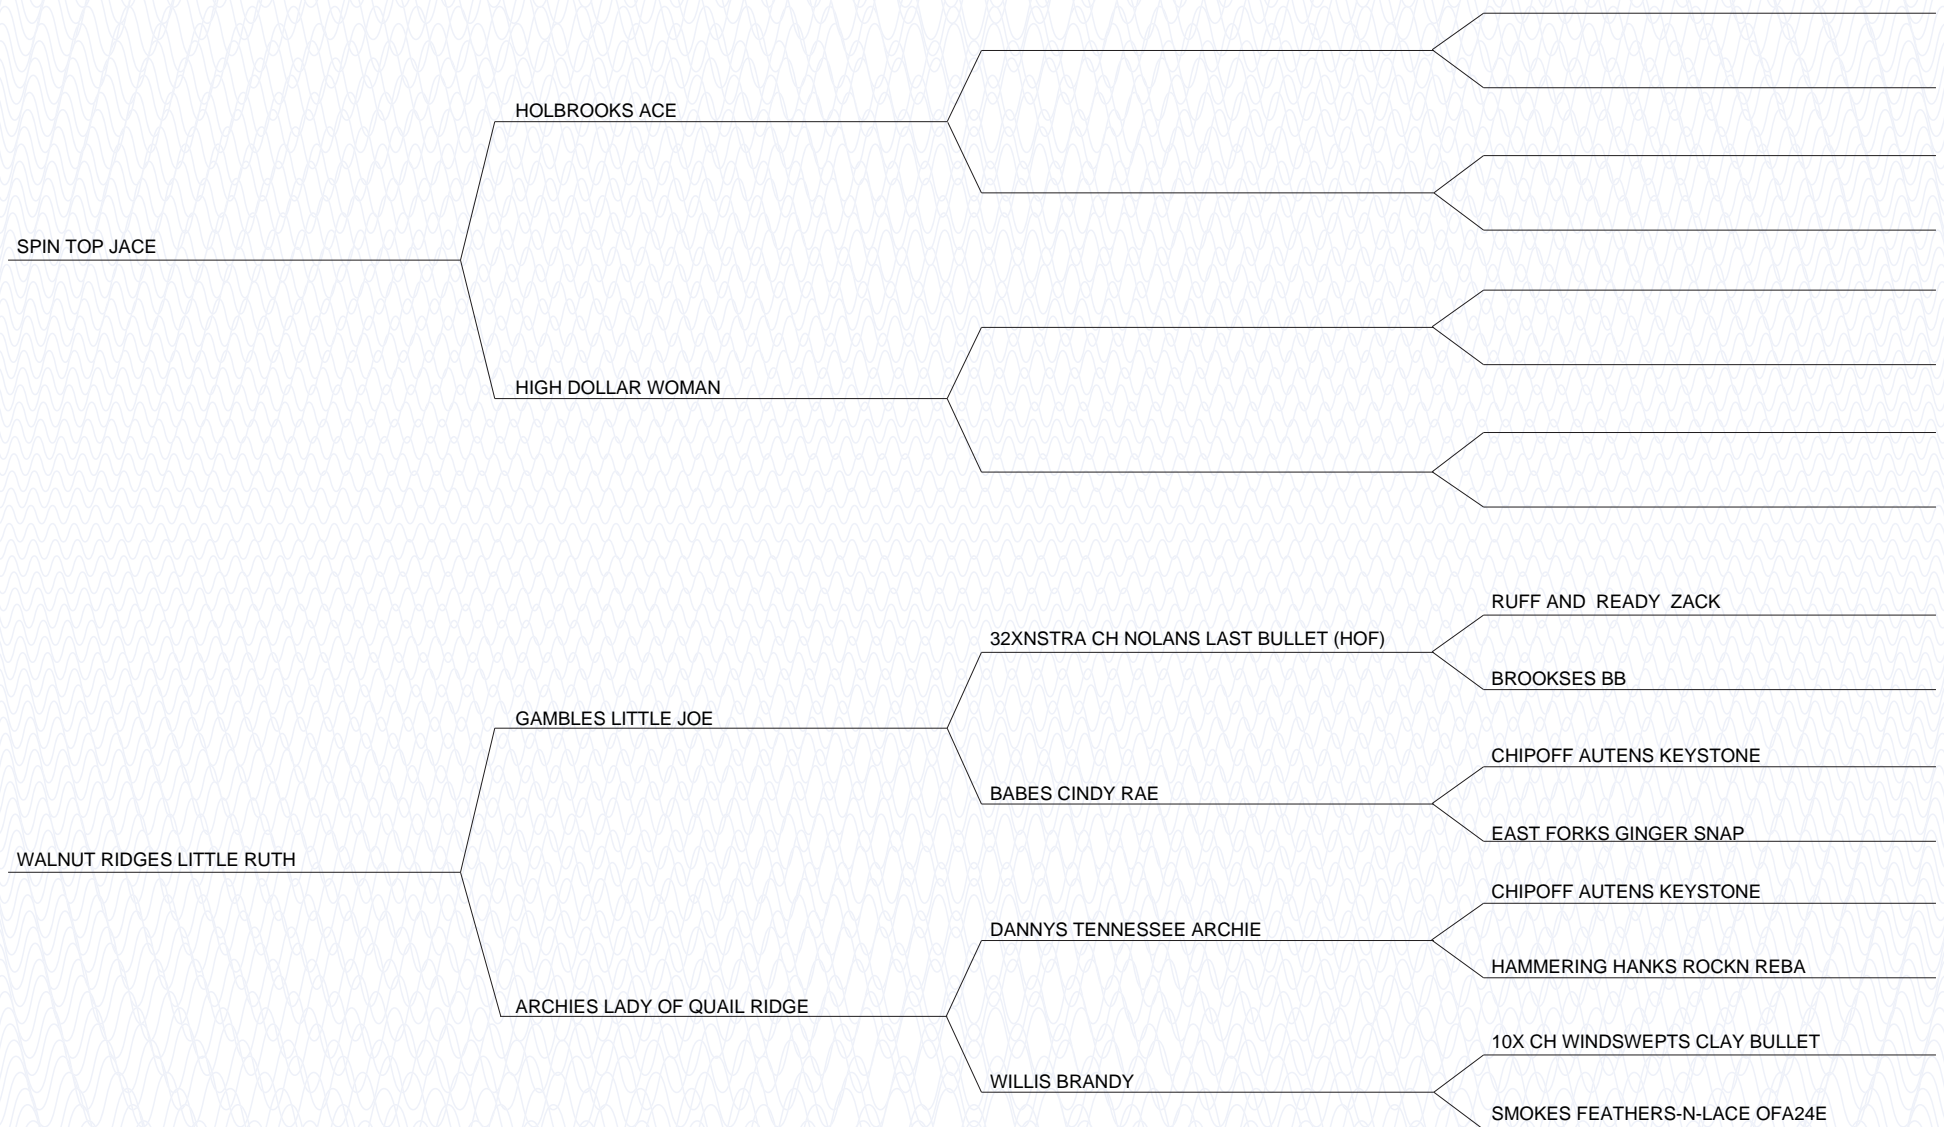 HOLBROOKS ACE
SPIN TOP JACE
HIGH DOLLAR WOMAN
RUFF AND  READY  ZACK
32XNSTRA CH NOLANS LAST BULLET (HOF)
BROOKSES BB
GAMBLES LITTLE JOE
CHIPOFF AUTENS KEYSTONE
BABES CINDY RAE
EAST FORKS GINGER SNAP
WALNUT RIDGES LITTLE RUTH
CHIPOFF AUTENS KEYSTONE
DANNYS TENNESSEE ARCHIE
HAMMERING HANKS ROCKN REBA
ARCHIES LADY OF QUAIL RIDGE
10X CH WINDSWEPTS CLAY BULLET
WILLIS BRANDY
SMOKES FEATHERS-N-LACE OFA24E